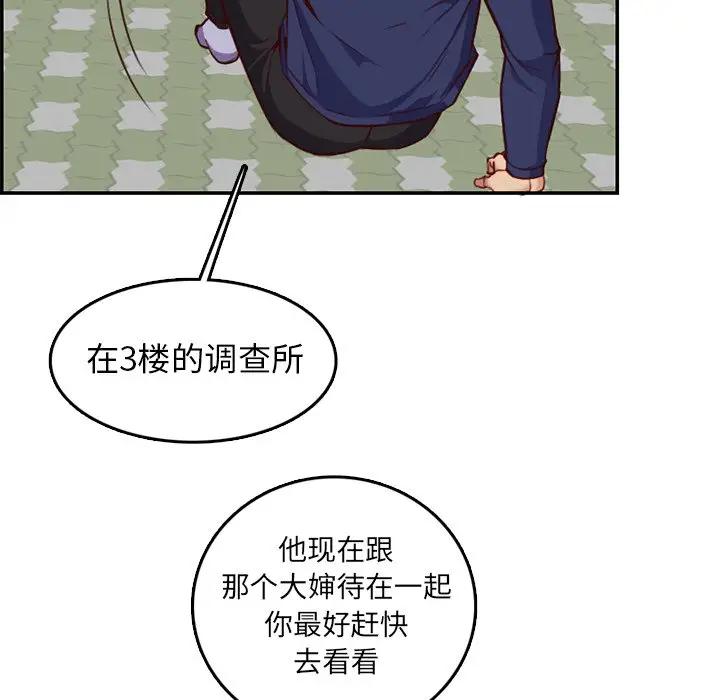 在3楼的调查所
他现在跟
那个大婶待在一起
你最好赶快
去看看